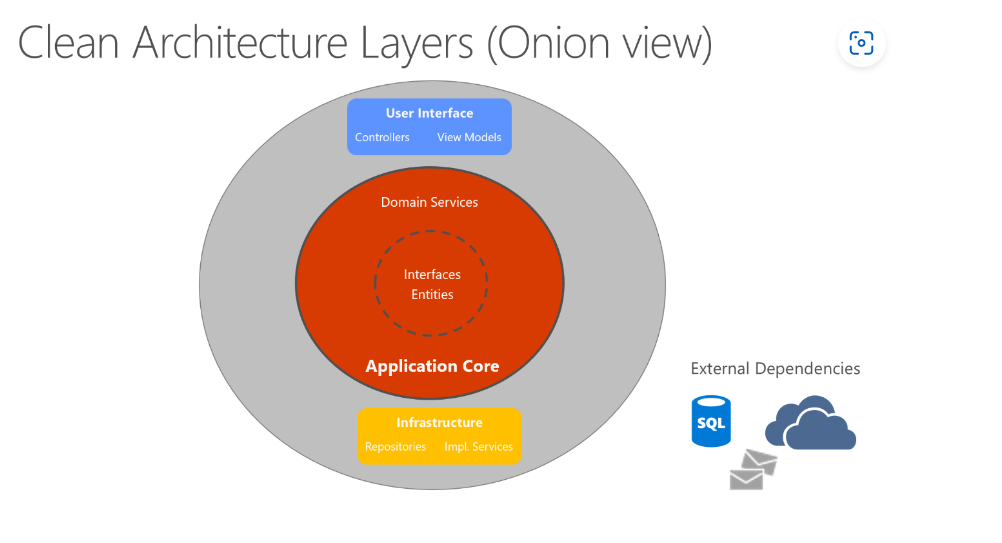 Clean Architecture Layers (Onion view)
User Interface
Controllers View Models
Domain Services
Interfaces
Entities
Application Core
Infrastructure
Repositories Impl. Services
External Dependencies
SQL